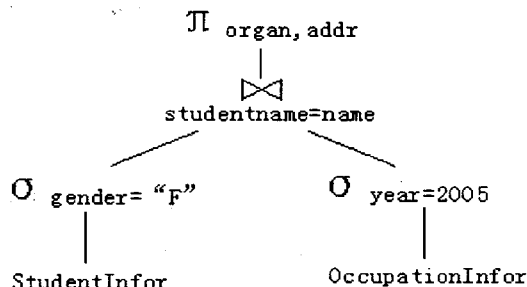 π organ, addr
⋈
studentname=name
σ gender= “F”
σ year=2005
StudentInfor
OccupationInfor